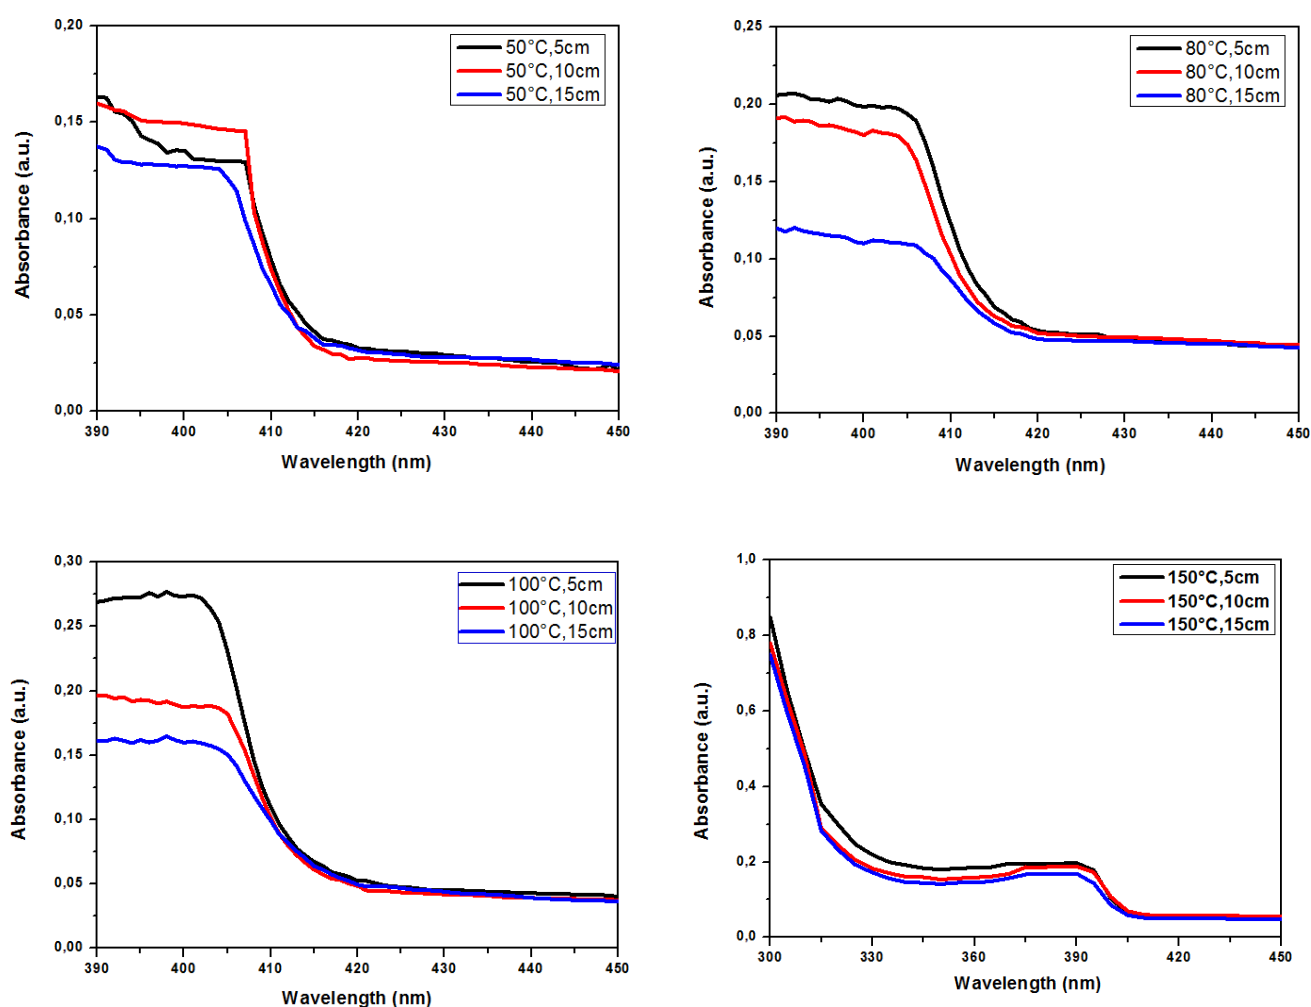 0,20
0,15
0,10
0,05
0,00
Absorbance (a.u.)
50°C,5cm
50°C,10cm
50°C,15cm
390 400 410 420 430 440 450
Wavelength (nm)
0,25
0,20
0,15
0,10
0,05
0,00
Absorbance (a.u.)
80°C,5cm
80°C,10cm
80°C,15cm
390 400 410 420 430 440 450
Wavelength (nm)
0,30
0,25
0,20
0,15
0,10
0,05
0,00
Absorbance (a.u.)
100°C,5cm
100°C,10cm
100°C,15cm
390 400 410 420 430 440 450
Wavelength (nm)
1,0
0,8
0,6
0,4
0,2
0,0
Absorbance (a.u.)
150°C,5cm
150°C,10cm
150°C,15cm
300 330 360 390 420 450
Wavelength (nm)